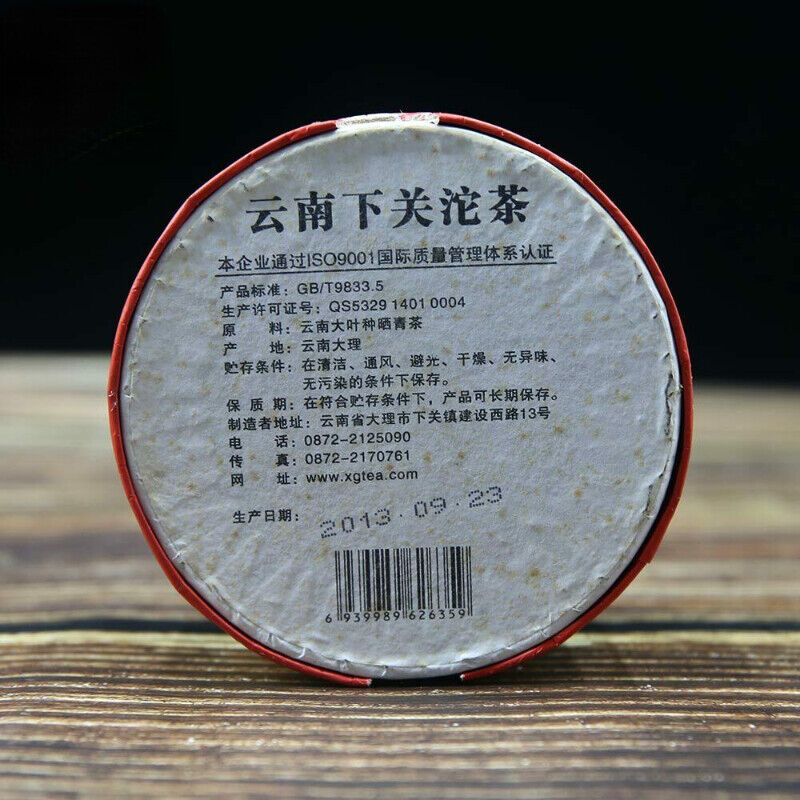 云南下关沱茶
本企业通过ISO9001国际质量管理体系认证
产品标准: GB/T9833.5
生产许可证号: QS5329 1401 0004
原 料: 云南大叶种晒青茶
产 地: 云南大理
贮存条件: 在清洁、通风、避光、干燥、无异味、
无污染的条件下保存。
保 质 期: 在符合贮存条件下，产品可长期保存。
制造者地址: 云南省大理市下关镇建设西路13号
电 话: 0872-2125090
传 真: 0872-2170761
网 址: www.xgtea.com
生产日期: 2013.09.23
6 939989 626359